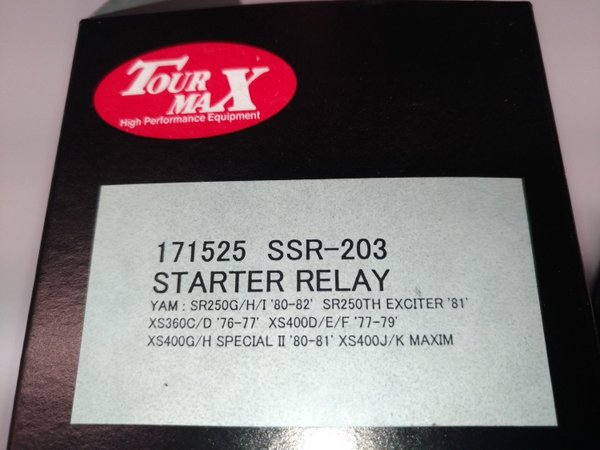 TOUR
MAX
High Performance Equipment
171525 SSR-203
STARTER RELAY
YAM : SR250G/H/I '80-82' SR250TH EXCITER '81'
XS360C/D '76-77' XS400D/E/F '77-79'
XS400G/H SPECIAL II '80-81' XS400J/K MAXIM